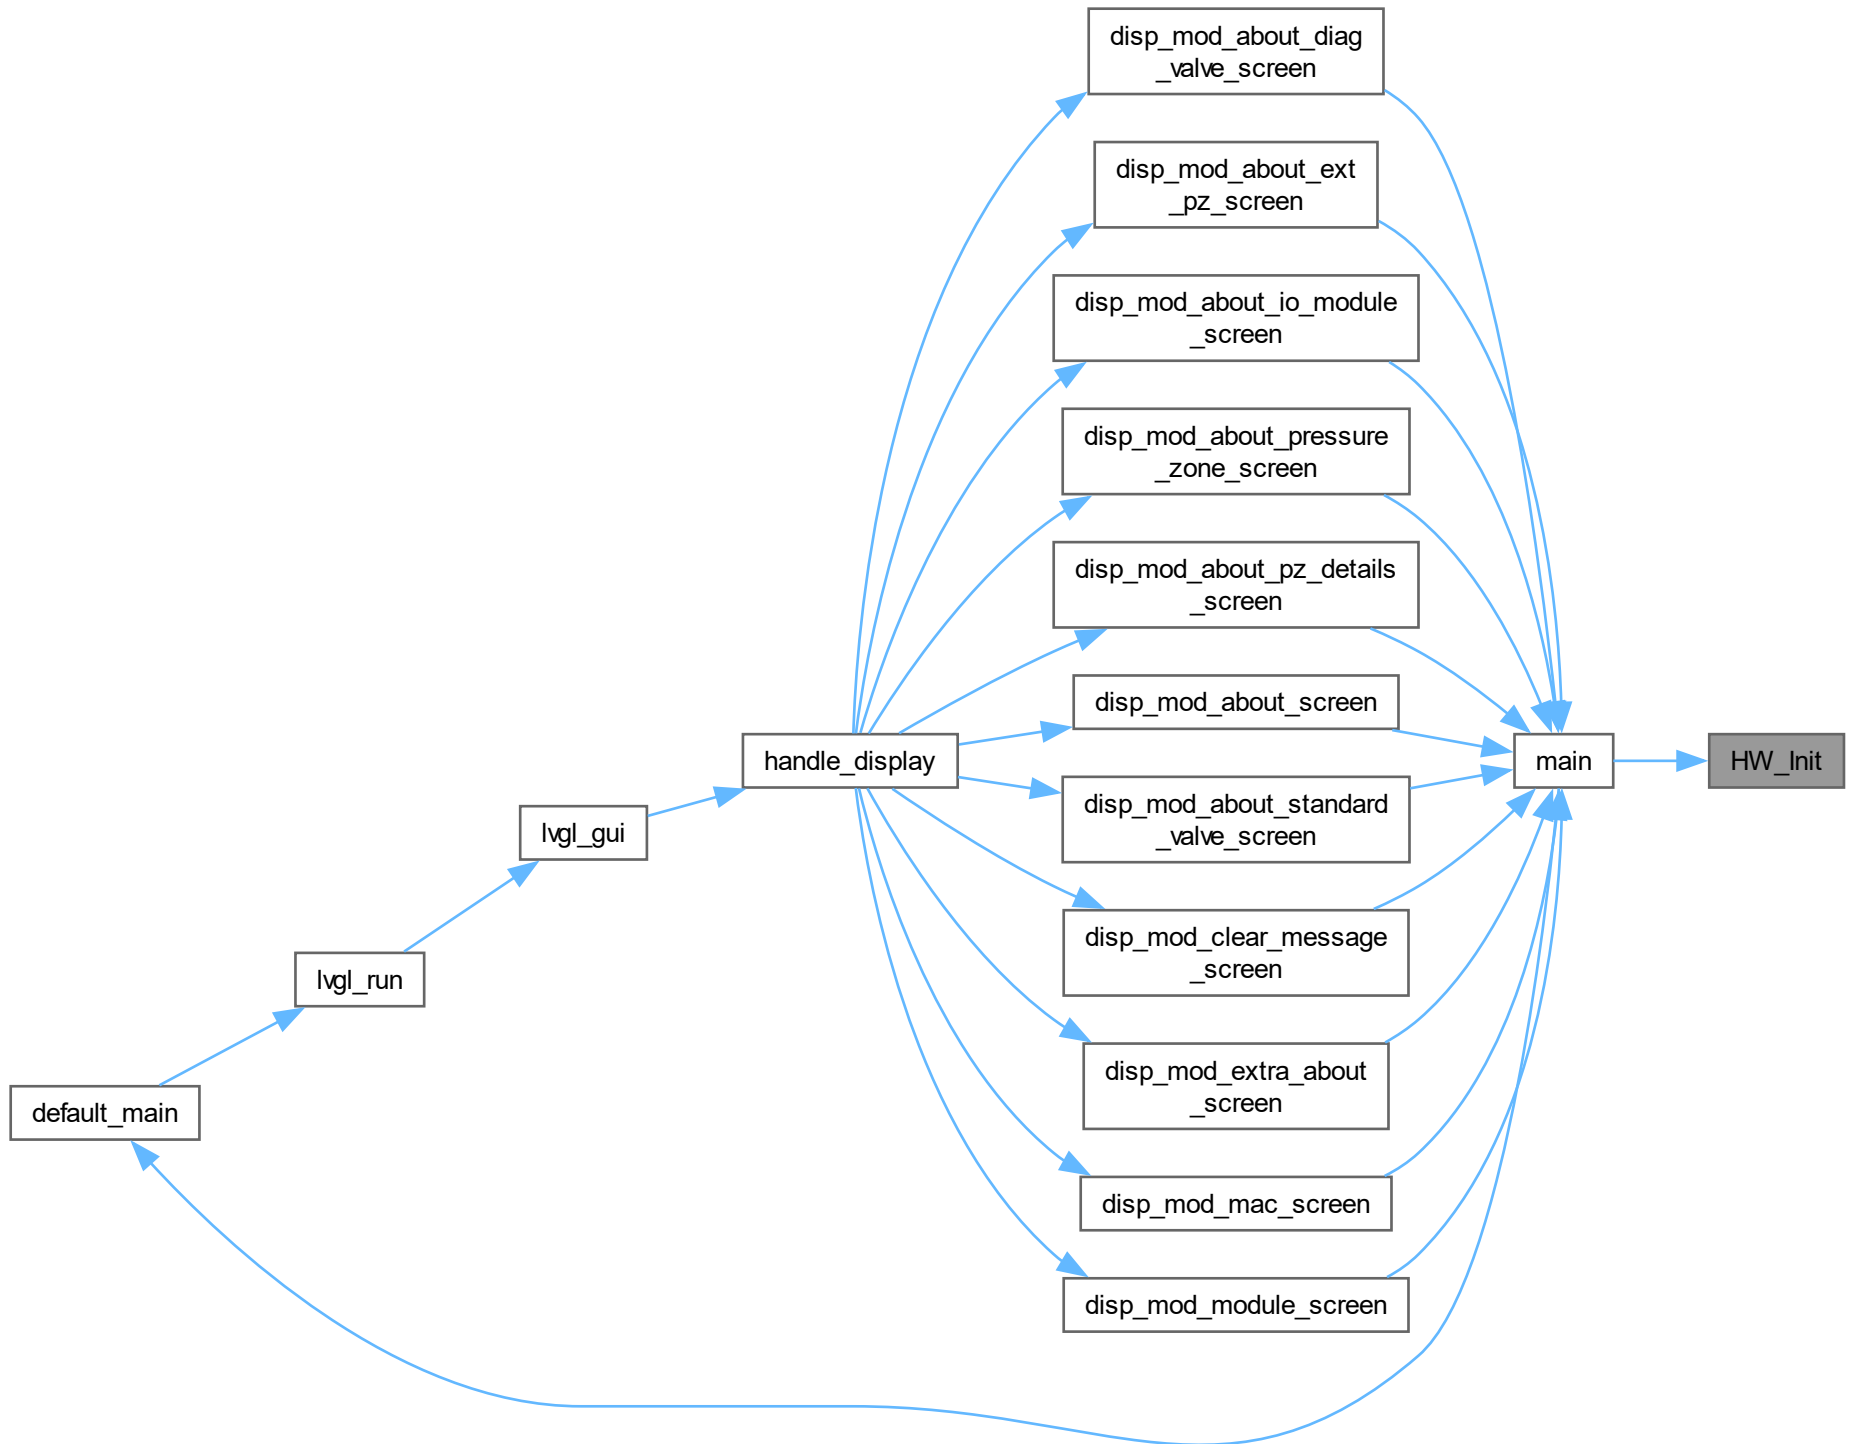 disp_mod_about_diag
_valve_screen
disp_mod_about_ext
_pz_screen
disp_mod_about_io_module
_screen
disp_mod_about_pressure
_zone_screen
disp_mod_about_pz_details
_screen
disp_mod_about_screen
handle_display
main
HW_Init
disp_mod_about_standard
_valve_screen
lvgl_gui
disp_mod_clear_message
_screen
lvgl_run
disp_mod_extra_about
_screen
default_main
disp_mod_mac_screen
disp_mod_module_screen